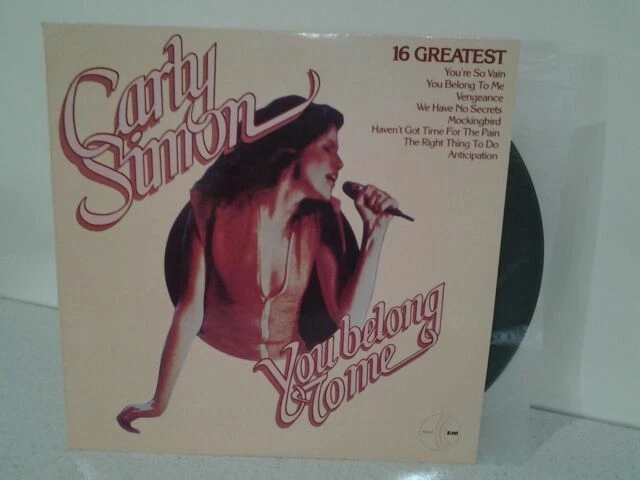 Carly
Simon
16 GREATEST
You're So Vain
You Belong To Me
Vengeance
We Have No Secrets
Mockingbird
Haven't Got Time For The Pain
The Right Thing To Do
Anticipation
You belong
to me
K-tel